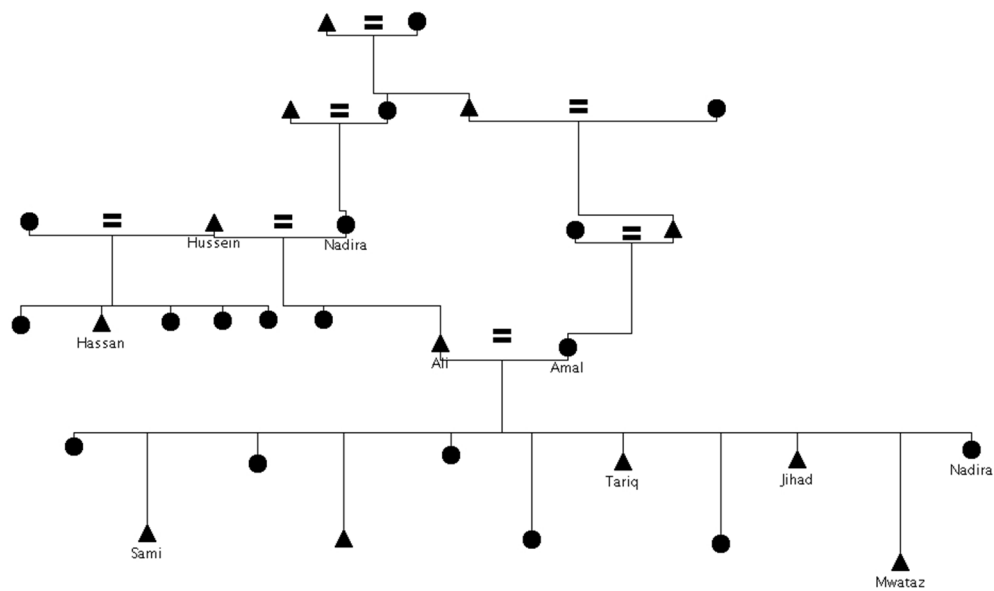 Hussein
Nadira
Hassan
Ali
Amal
Tariq
Jihad
Nadira
Sami
Mwataz